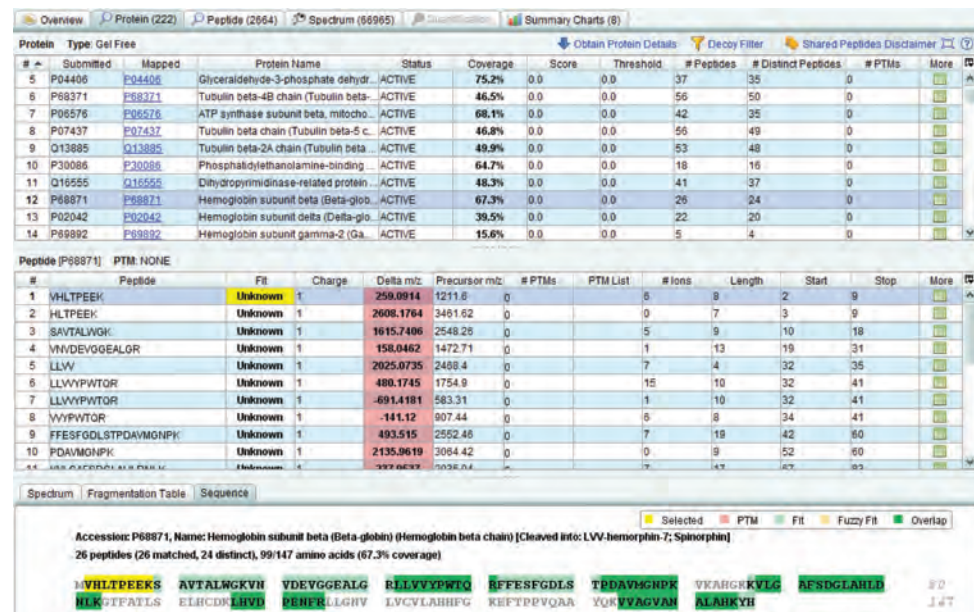 Overview Protein (222) Peptide (2664) Spectrum (66965) Summary Charts (8)
Protein Type: Gel Free Obtain Protein Details Decoy Filter Shared Peptides Disclaimer
# Submitted Mapped Protein Name Status Coverage Score Threshold # Peptides # Distinct Peptides # PTMs More
5 P04406 P04406 Glyceraldehyde-3-phosphate dehydr... ACTIVE 75.2% 0.0 0.0 37 35 0
6 P68371 P68371 Tubulin beta-4B chain (Tubulin beta-... ACTIVE 46.5% 0.0 0.0 56 50 0
7 P06576 P06576 ATP synthase subunit beta, mitocho... ACTIVE 68.1% 0.0 0.0 42 35 0
8 P07437 P07437 Tubulin beta chain (Tubulin beta-5 c... ACTIVE 46.8% 0.0 0.0 56 49 0
9 Q13885 Q13885 Tubulin beta-2A chain (Tubulin beta... ACTIVE 49.9% 0.0 0.0 53 48 0
10 P30086 P30086 Phosphatidylethanolamine-binding ... ACTIVE 64.7% 0.0 0.0 18 16 0
11 Q16555 Q16555 Dihydropyrimidinase-related protein ... ACTIVE 48.3% 0.0 0.0 41 37 0
12 P68871 P68871 Hemoglobin subunit beta (Beta-glob... ACTIVE 67.3% 0.0 0.0 26 24 0
13 P02042 P02042 Hemoglobin subunit delta (Delta-glo... ACTIVE 39.5% 0.0 0.0 22 20 0
14 P69892 P69892 Hemoglobin subunit gamma-2 (Ga... ACTIVE 15.6% 0.0 0.0 5 4 0
Peptide [P68871] PTM: NONE
# Peptide Fit Charge Delta m/z Precursor m/z # PTMs PTM List # Ions Length Start Stop More
1 VHLTPEEK Unknown 1 259.0914 1211.6 0 6 8 2 9
2 HLTPEEK Unknown 1 2608.1764 3461.62 0 0 7 3 9
3 SAVTALWGK Unknown 1 1615.7406 2548.26 0 5 9 10 18
4 VNVDEVGGEALGR Unknown 1 158.0462 1472.71 0 1 13 19 31
5 LLVV Unknown 1 2025.0735 2468.4 0 7 4 32 35
6 LLVVYPWTQR Unknown 1 480.1745 1754.9 0 15 10 32 41
7 LLVVYPWTQR Unknown 1 -691.4181 583.31 0 1 10 32 41
8 VVYPWTQR Unknown 1 -141.12 907.44 0 6 8 34 41
9 FFESFGDLSTPDAVMGNPK Unknown 1 493.515 2552.46 0 7 19 42 60
10 PDAVMGNPK Unknown 1 2135.9619 3064.42 0 0 9 52 60
Spectrum Fragmentation Table Sequence
Selected PTM Fit Fuzzy Fit Overlap
Accession: P68871, Name: Hemoglobin subunit beta (Beta-globin) (Hemoglobin beta chain) [Cleaved into: LVV-hemorphin-7; Spinorphin]
26 peptides (26 matched, 24 distinct), 99/147 amino acids (67.3% coverage)
MVHLTPEEKS AVTALWGKVN VDEVGGEALG RLLVVYPWTQ RFFESFGDLS TPDAVMGNPK VKAHGKKVLG AFSDGLAHLD 80
NLKGTFATLS ELHCDKLHVD PENFRLLGHV LVCVLAHHFG KEFTPPVQAA YQKVVAGVAN ALAHKYH 147